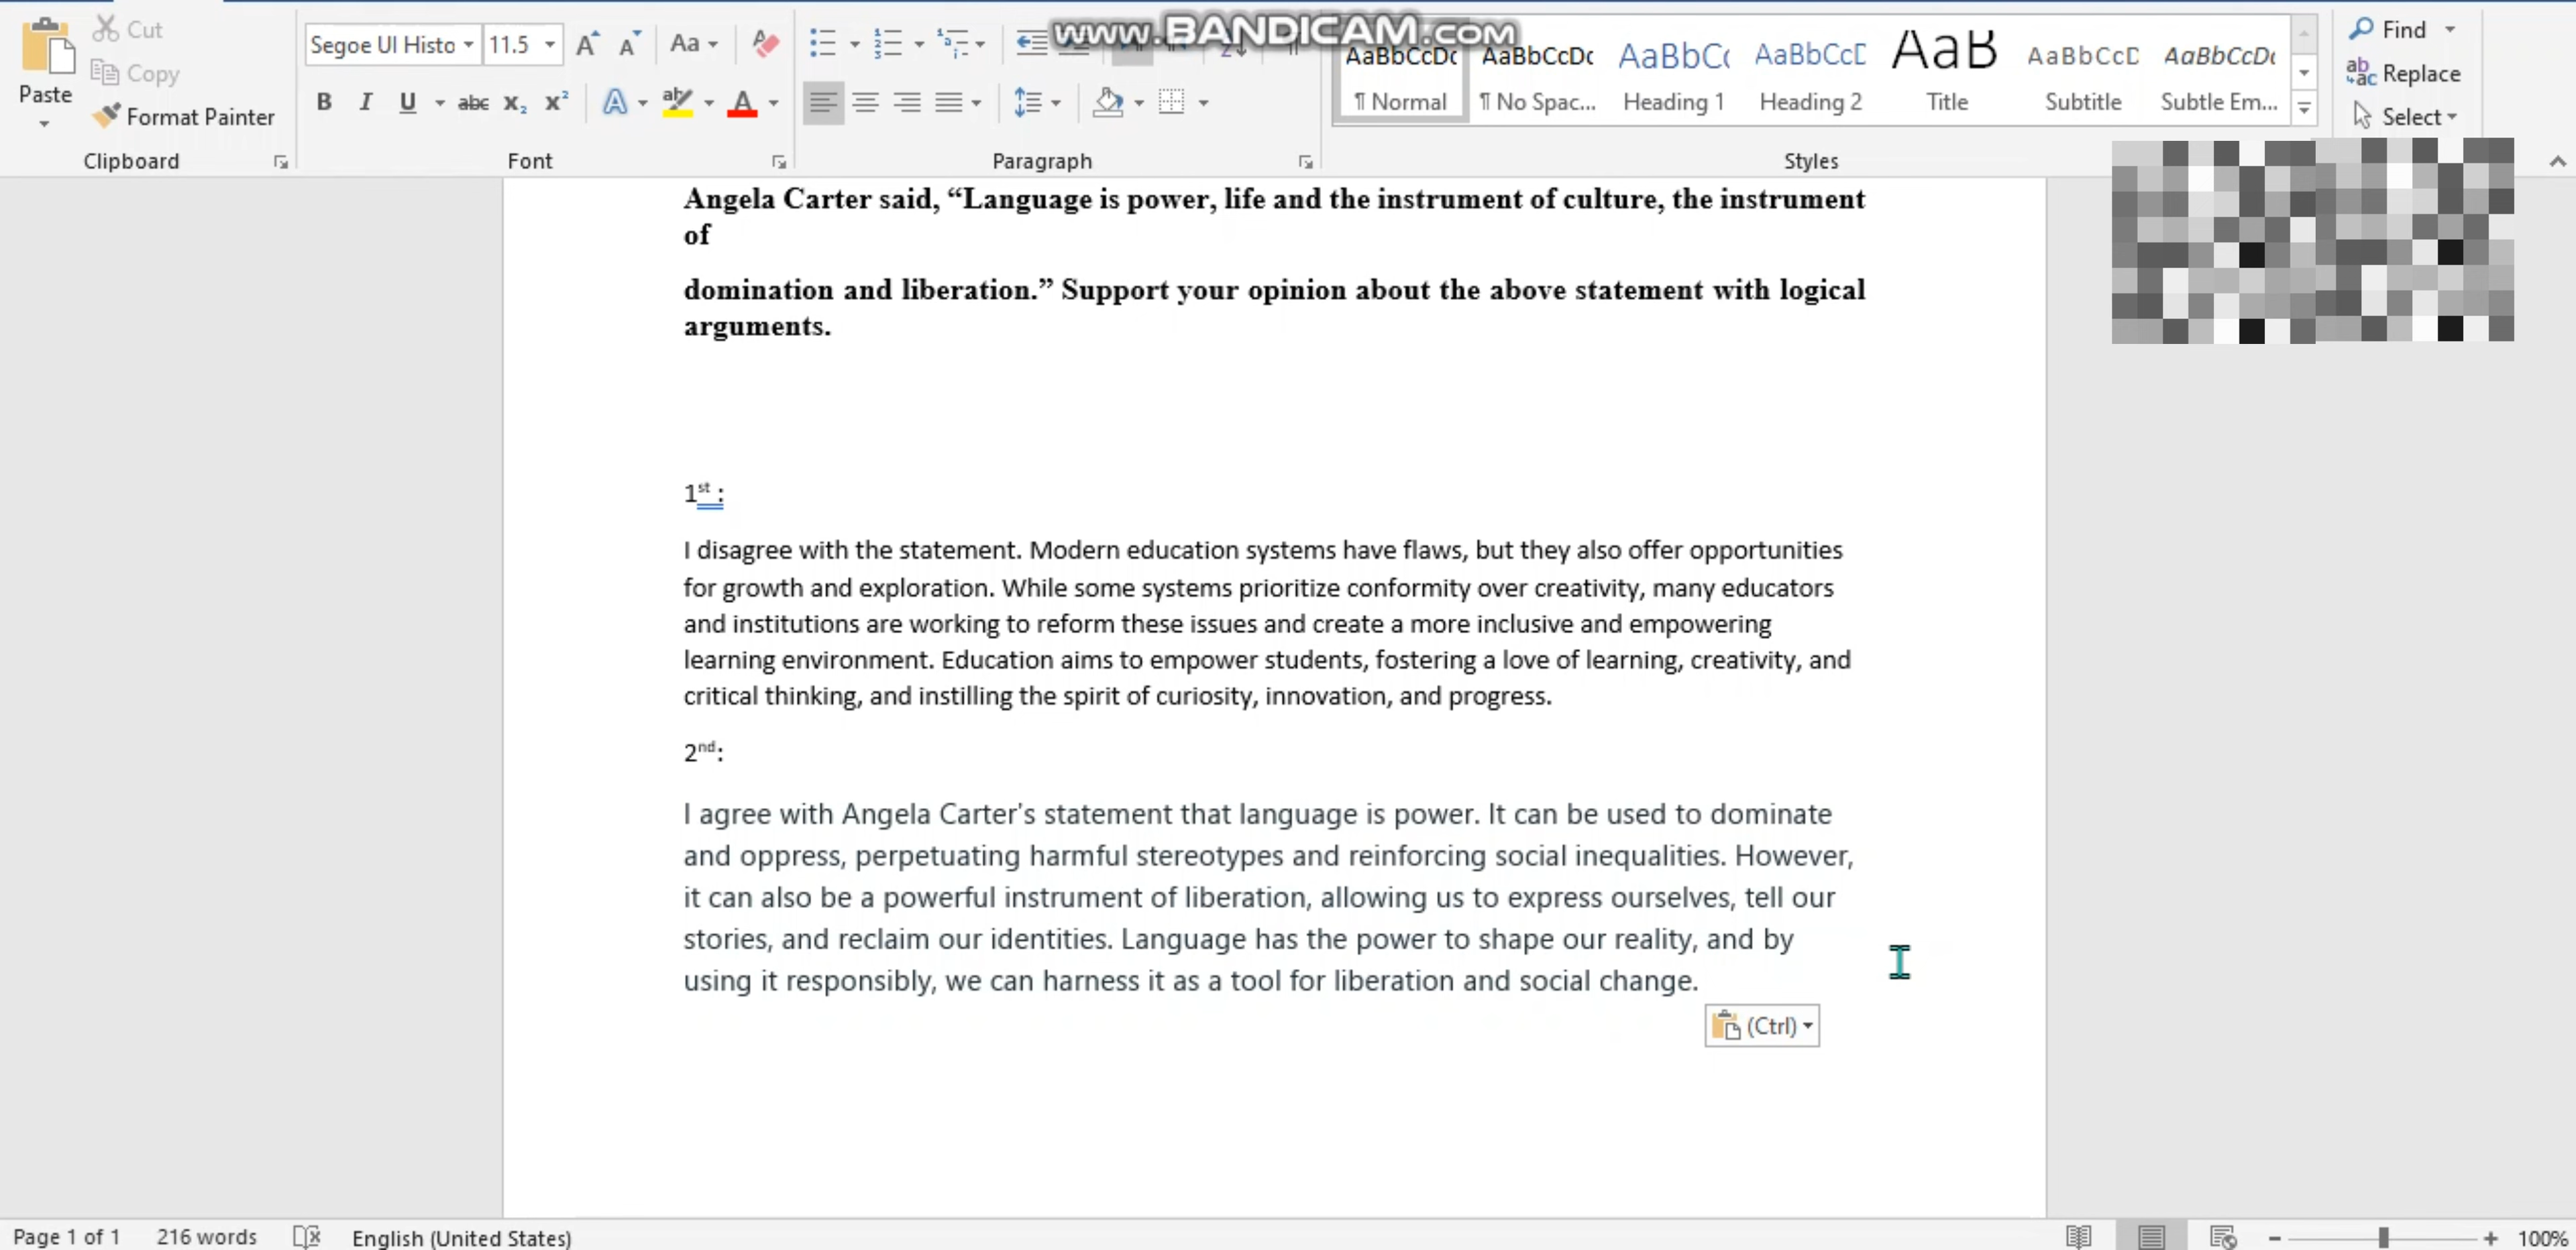 Cut
Copy
Paste
Format Painter
Clipboard
Segoe UI Histo
11.5
Aa
B I U abc x₂ x²
A
Font
Paragraph
www.BANDICAM.com
AaBbCcDc AaBbCcDc AaBbC( AaBbCcD AaB AaBbCcD AaBbCcDc
¶ Normal
¶ No Spac...
Heading 1
Heading 2
Title
Subtitle
Subtle Em...
Styles
Find
Replace
Select
Angela Carter said, “Language is power, life and the instrument of culture, the instrument
of
domination and liberation.” Support your opinion about the above statement with logical
arguments.
1st :
I disagree with the statement. Modern education systems have flaws, but they also offer opportunities
for growth and exploration. While some systems prioritize conformity over creativity, many educators
and institutions are working to reform these issues and create a more inclusive and empowering
learning environment. Education aims to empower students, fostering a love of learning, creativity, and
critical thinking, and instilling the spirit of curiosity, innovation, and progress.
2nd:
I agree with Angela Carter's statement that language is power. It can be used to dominate
and oppress, perpetuating harmful stereotypes and reinforcing social inequalities. However,
it can also be a powerful instrument of liberation, allowing us to express ourselves, tell our
stories, and reclaim our identities. Language has the power to shape our reality, and by
using it responsibly, we can harness it as a tool for liberation and social change.
(Ctrl)
Page 1 of 1
216 words
English (United States)
100%